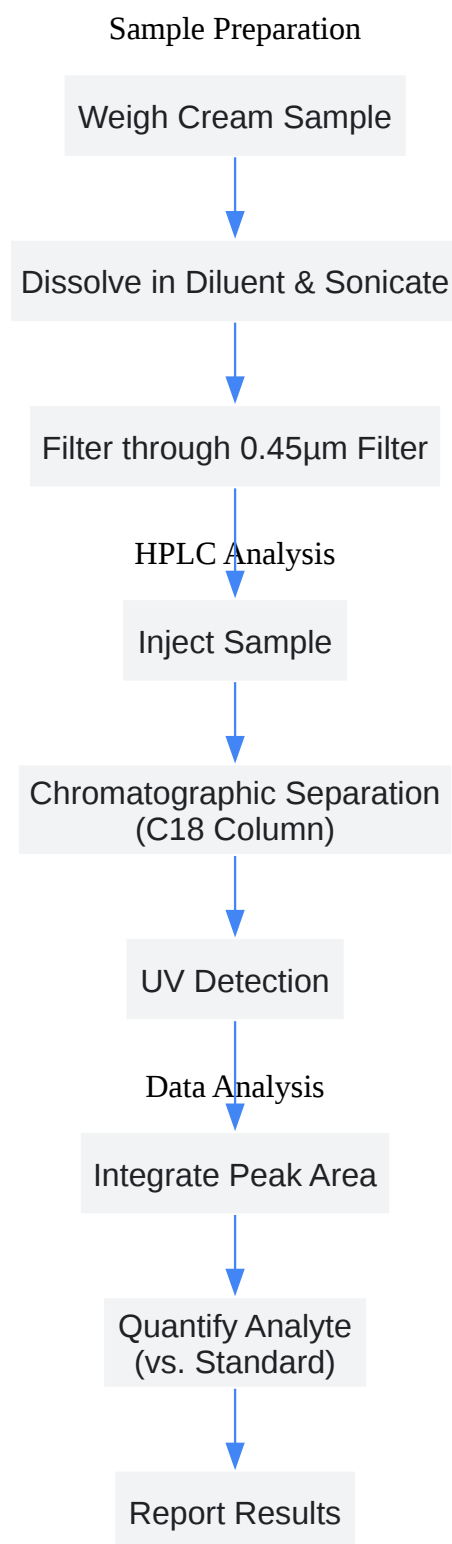 Sample Preparation
Weigh Cream Sample
Dissolve in Diluent & Sonicate
Filter through 0.45µm Filter
HPLC Analysis
Inject Sample
Chromatographic Separation
(C18 Column)
UV Detection
Data Analysis
Integrate Peak Area
Quantify Analyte
(vs. Standard)
Report Results